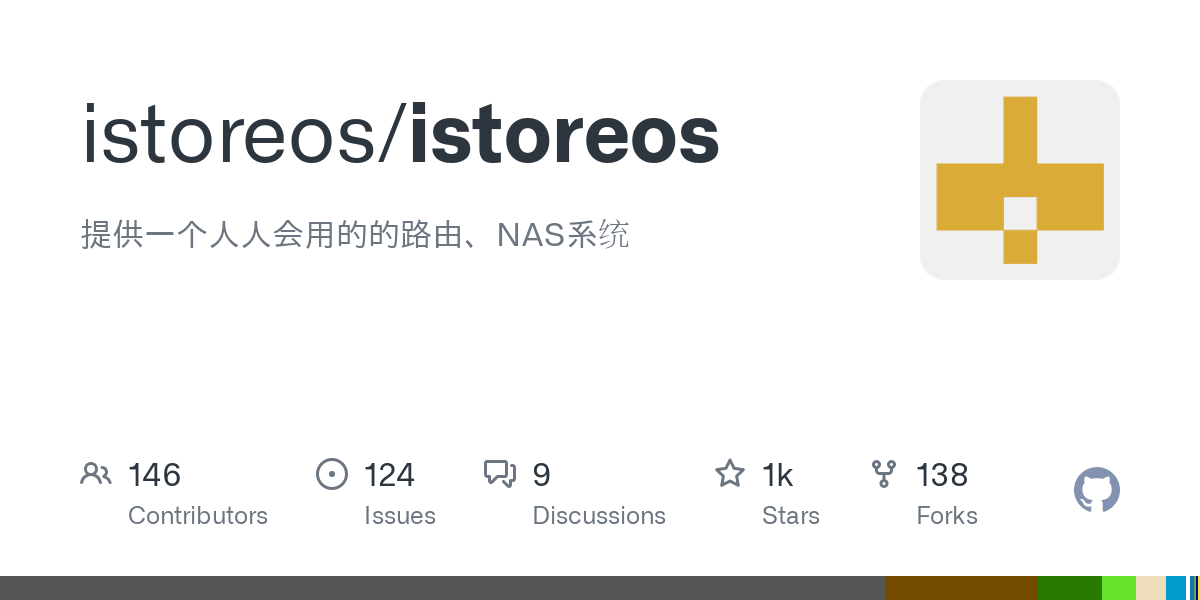 istoreos/istoreos
提供一个人人会用的的路由、NAS系统
146
Contributors
124
Issues
9
Discussions
1k
Stars
138
Forks